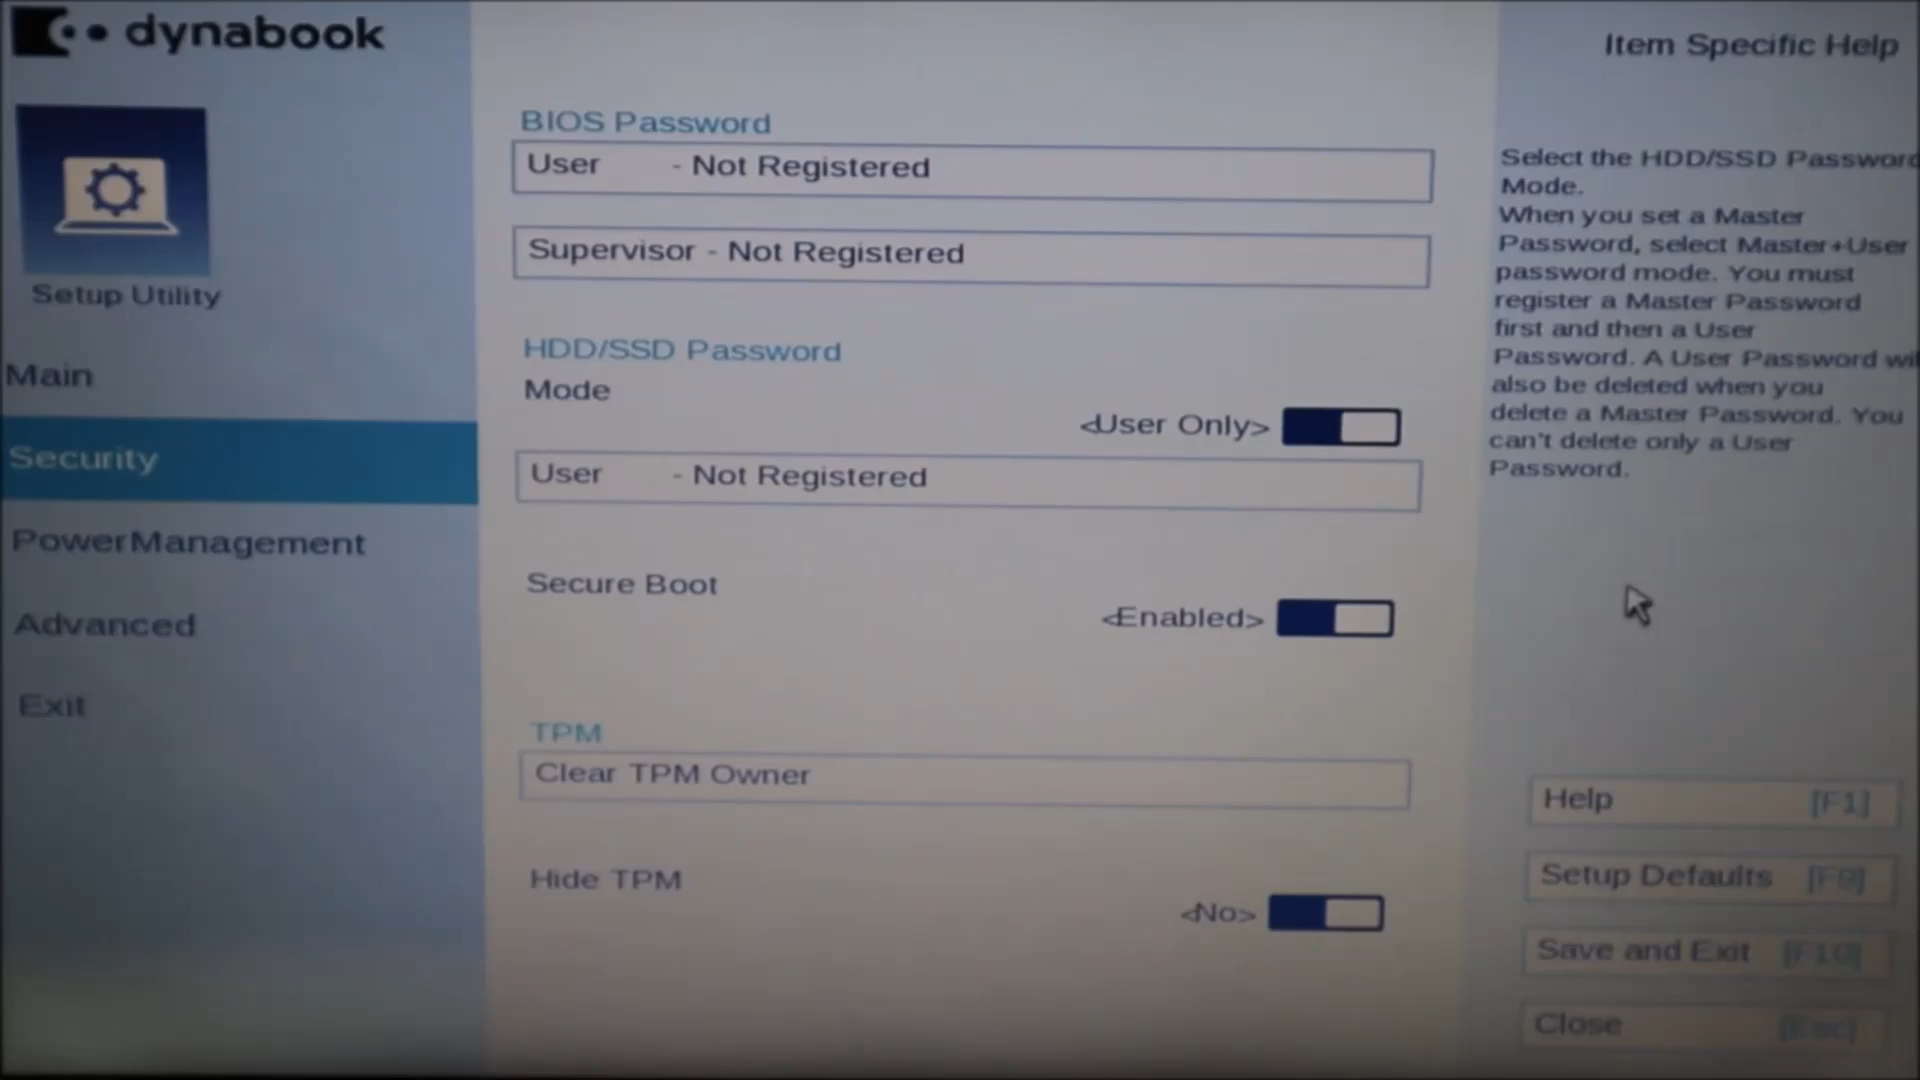 dynabook
Setup Utility
Main
Security
PowerManagement
Advanced
Exit
BIOS Password
User - Not Registered
Supervisor - Not Registered
HDD/SSD Password
Mode
<User Only>
User - Not Registered
Secure Boot
<Enabled>
TPM
Clear TPM Owner
Hide TPM
<No>
Item Specific Help
Select the HDD/SSD Password
Mode.
When you set a Master
Password, select Master+User
password mode. You must
register a Master Password
first and then a User
Password. A User Password wil
also be deleted when you
delete a Master Password. You
can't delete only a User
Password.
Help [F1]
Setup Defaults [F9]
Save and Exit [F10]
Close [Esc]